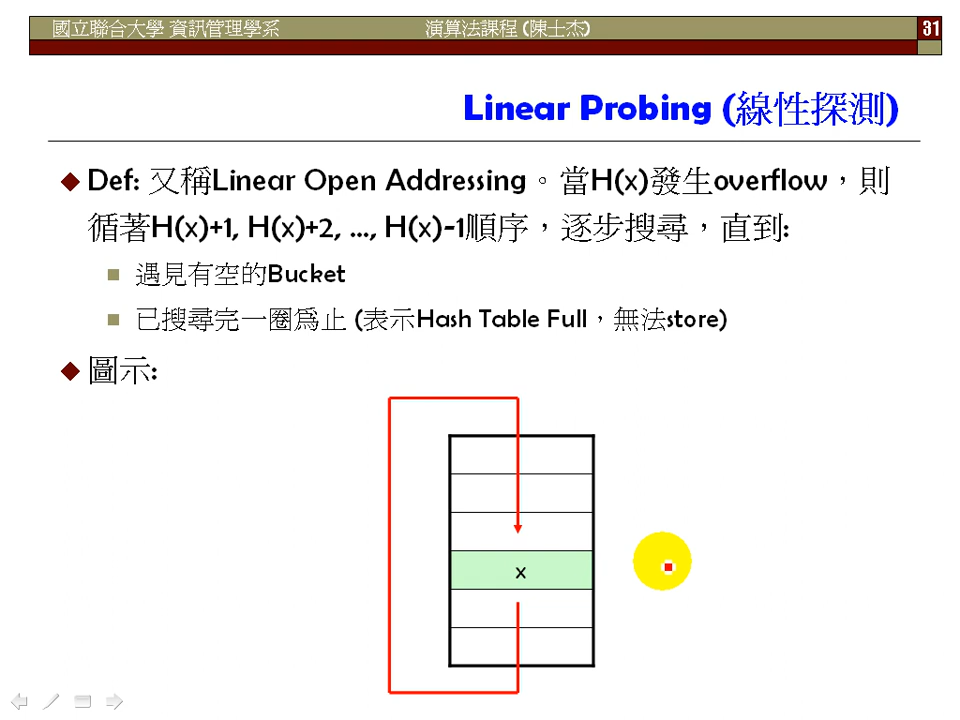 國立聯合大學 資訊管理學系
演算法課程 (陳士杰)
31
Linear Probing (線性探測)
Def: 又稱Linear Open Addressing。當H(x)發生overflow，則
循著H(x)+1, H(x)+2, ..., H(x)-1順序，逐步搜尋，直到:
遇見有空的Bucket
已搜尋完一圈為止 (表示Hash Table Full，無法store)
圖示:
x